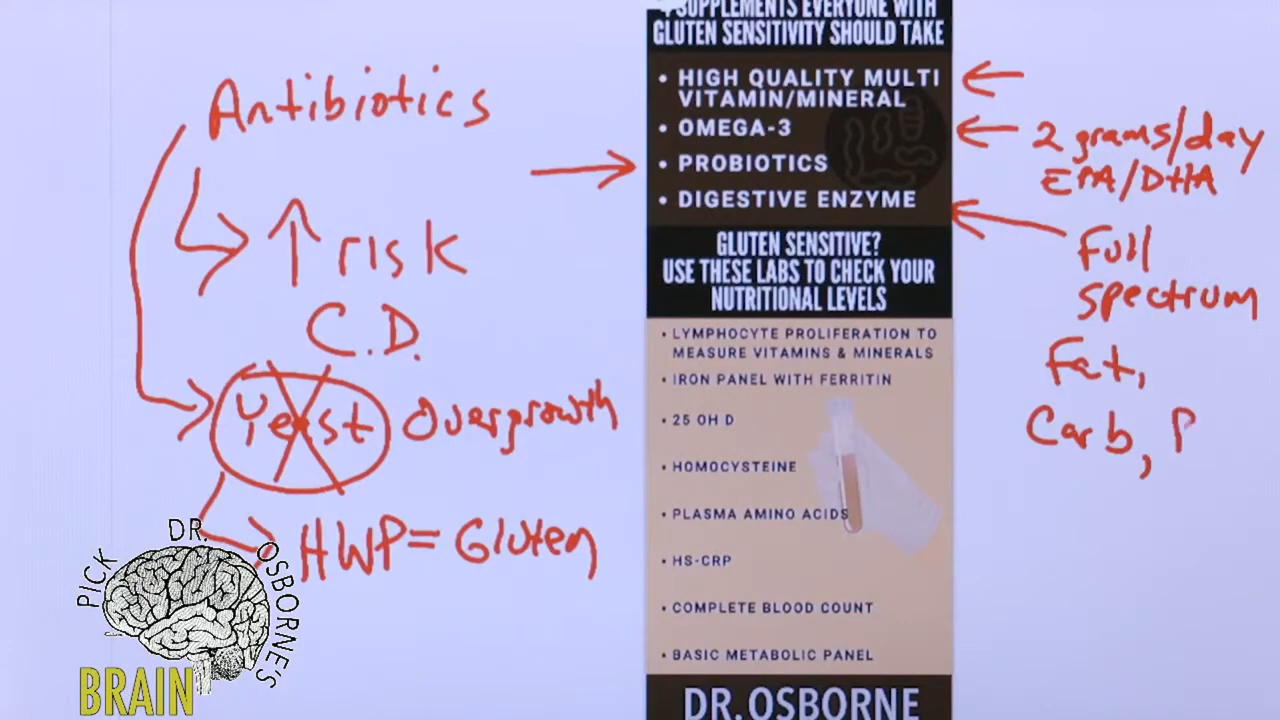 Antibiotics
↑ risk
C.D.
Yeast Overgrowth
HWP = Gluten
PICK DR. OSBORNE'S
BRAIN
4 SUPPLEMENTS EVERYONE WITH
GLUTEN SENSITIVITY SHOULD TAKE
• HIGH QUALITY MULTI
VITAMIN/MINERAL
• OMEGA-3
• PROBIOTICS
• DIGESTIVE ENZYME
GLUTEN SENSITIVE?
USE THESE LABS TO CHECK YOUR
NUTRITIONAL LEVELS
• LYMPHOCYTE PROLIFERATION TO
MEASURE VITAMINS & MINERALS
• IRON PANEL WITH FERRITIN
• 25 OH D
• HOMOCYSTEINE
• PLASMA AMINO ACIDS
• HS-CRP
• COMPLETE BLOOD COUNT
• BASIC METABOLIC PANEL
DR. OSBORNE
2 grams/day
EPA/DHA
Full
spectrum
Fat,
Carb, P